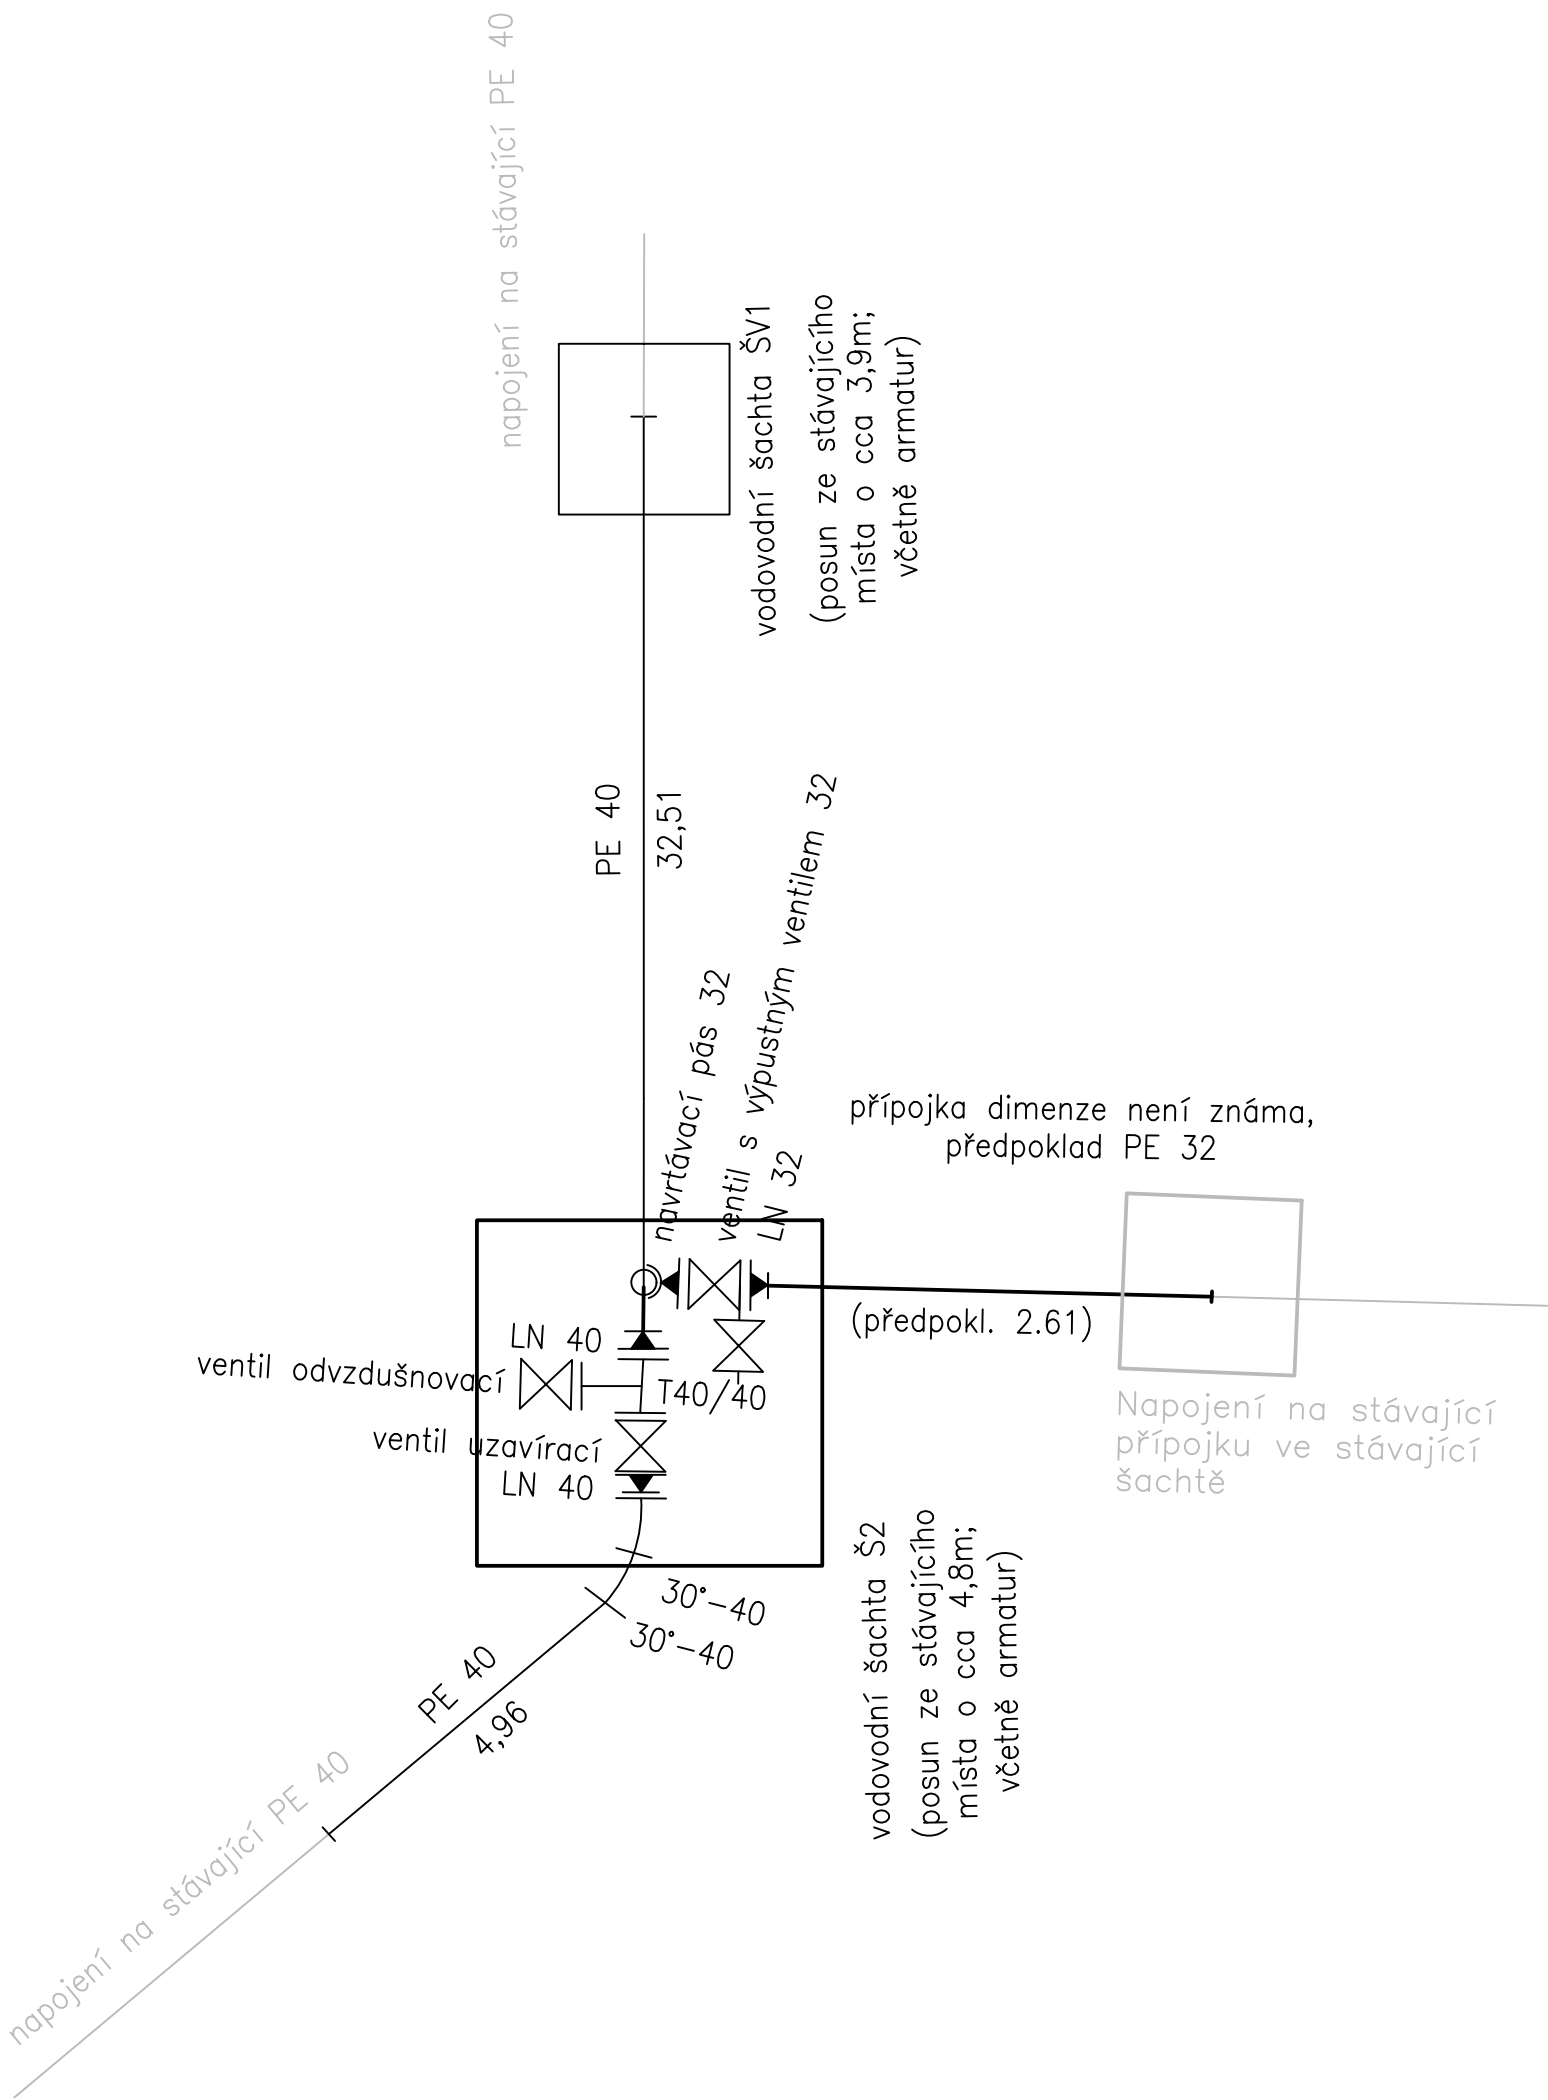 napojení na stávající PE 40
vodovodní šachta ŠV1
(posun ze stávajícího
místa o cca 3,9m;
včetně armatur)
PE 40
32,51
navrtávací pás 32
ventil s výpustným ventilem 32
LN 32
přípojka dimenze není známa,
předpoklad PE 32
(předpokl. 2.61)
LN 40
ventil odvzdušnovací
T40/40
ventil uzavírací
LN 40
Napojení na stávající
přípojku ve stávající
šachtě
30°-40
30°-40
vodovodní šachta Š2
(posun ze stávajícího
místa o cca 4,8m;
včetně armatur)
PE 40
4,96
napojení na stávající PE 40